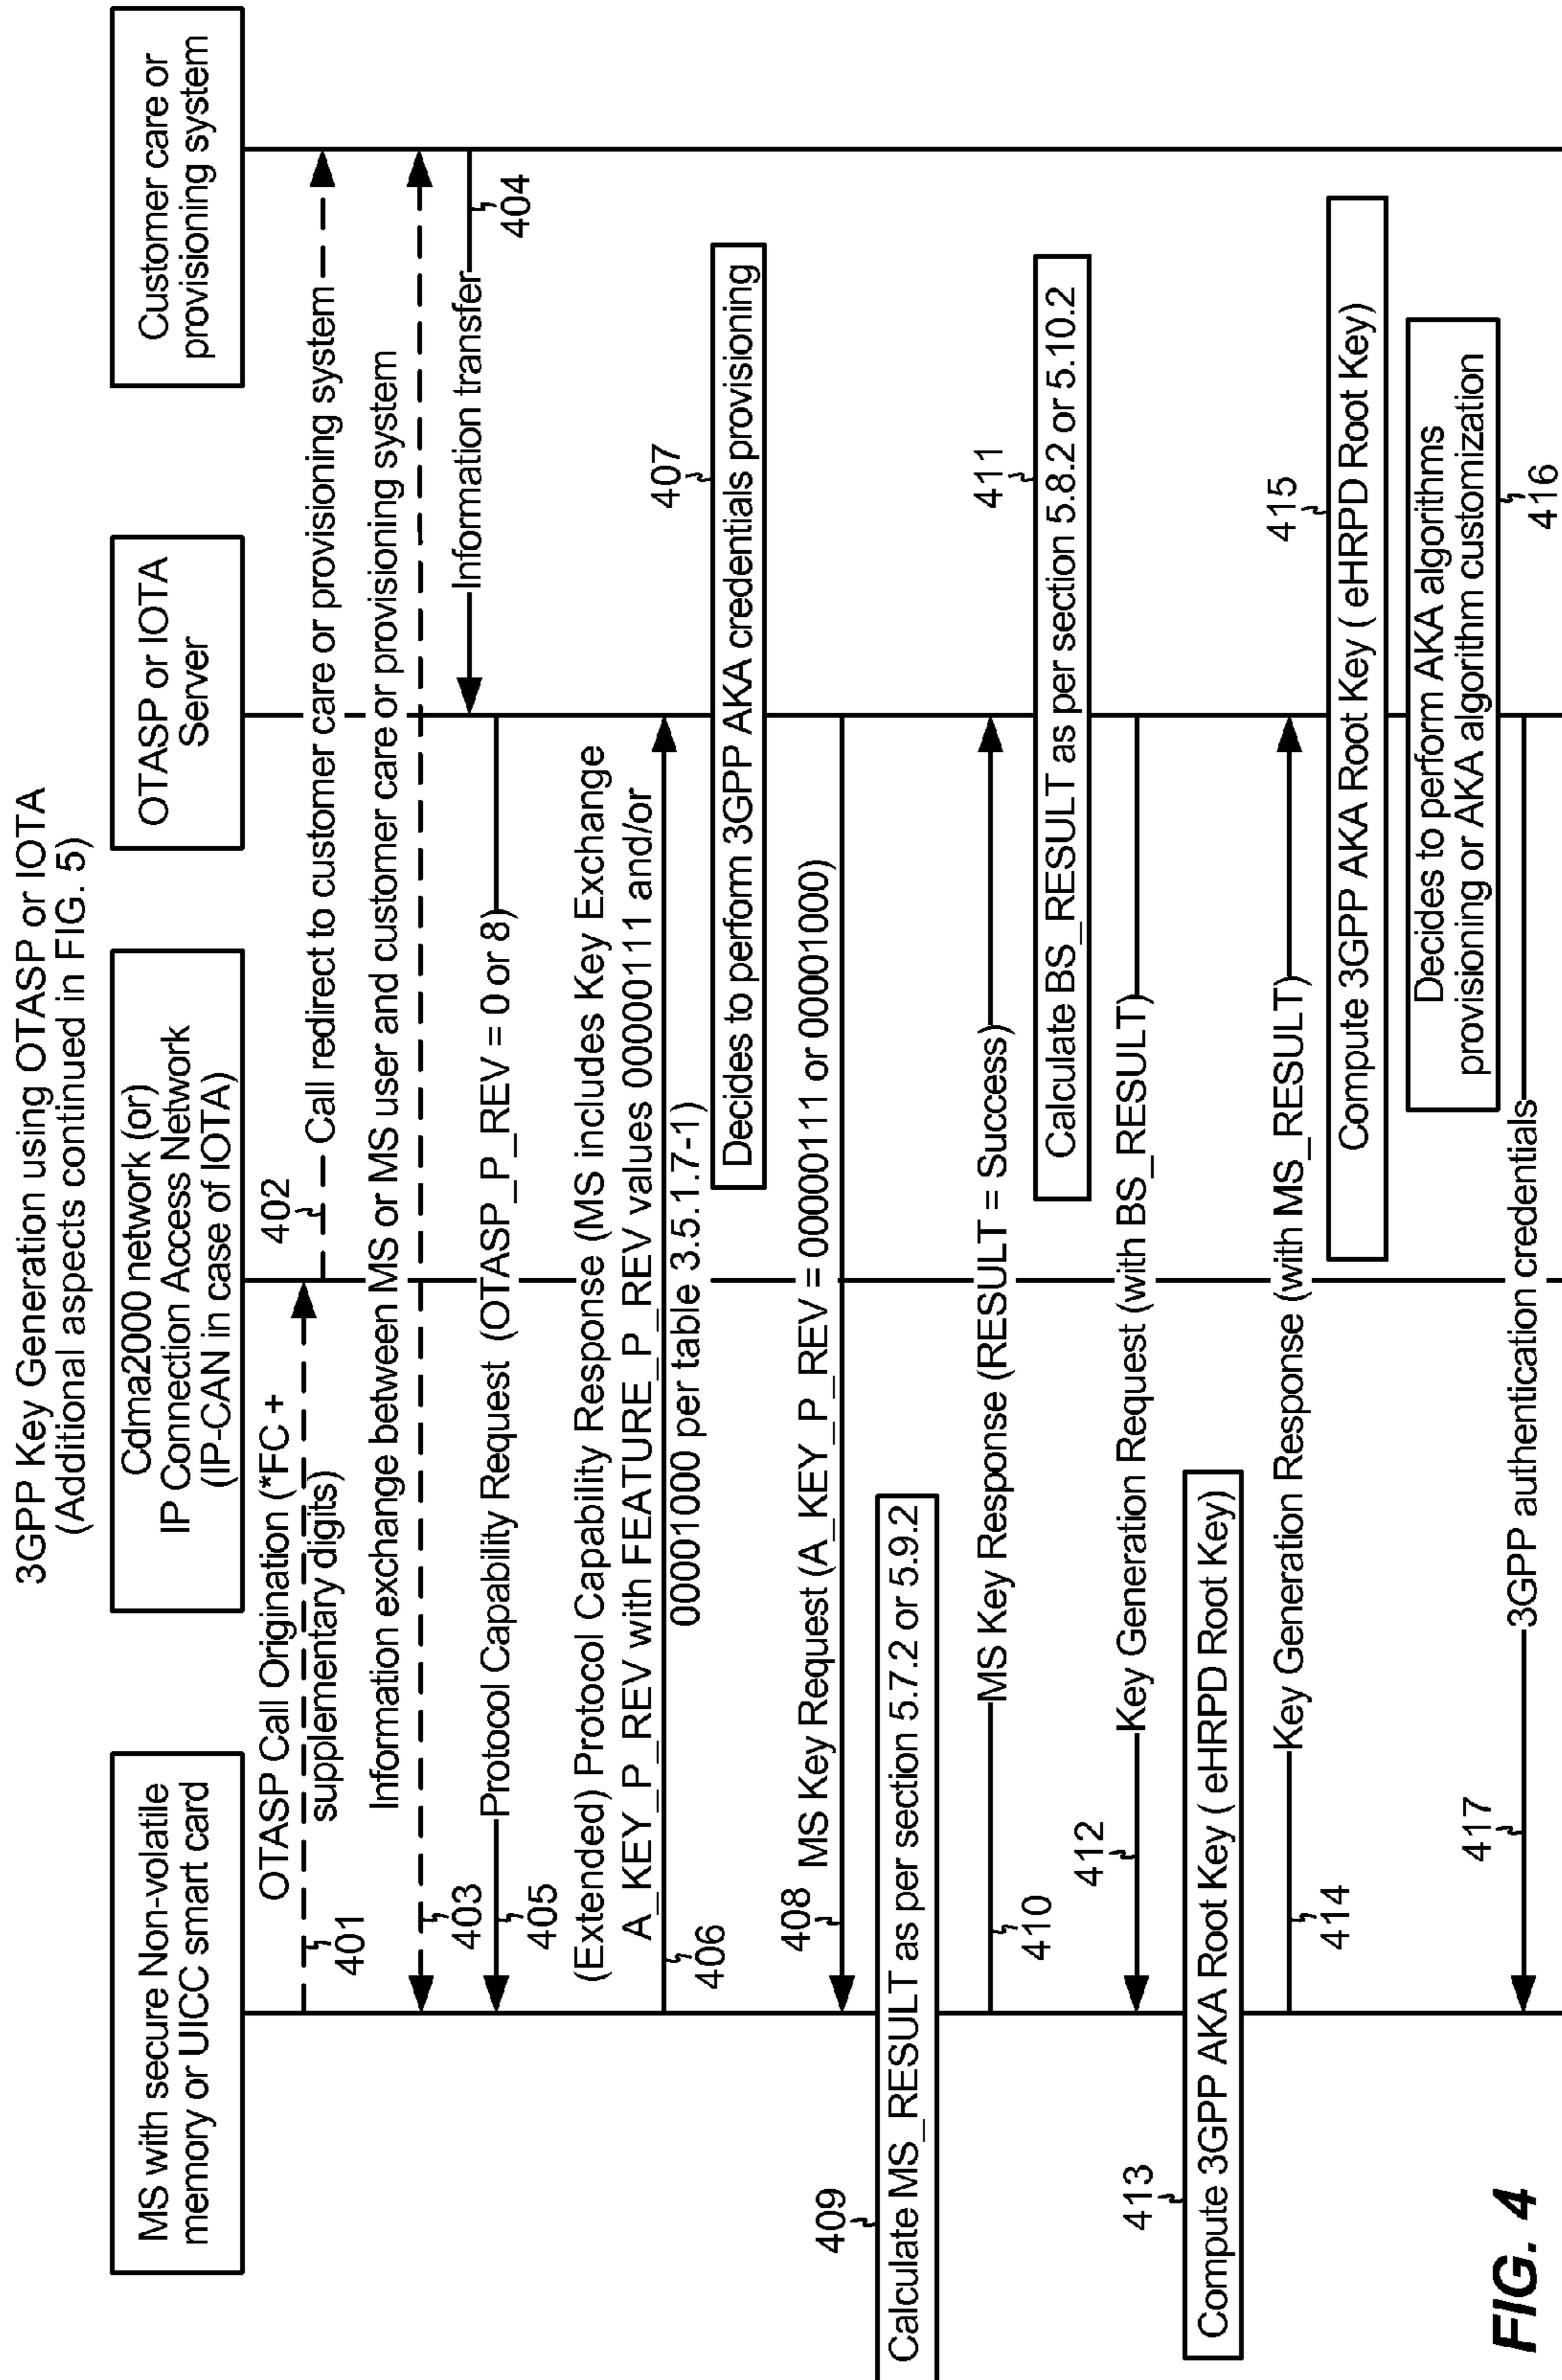 3GPP Key Generation using OTASP or IOTA
(Additional aspects continued in FIG. 5)
MS with secure Non-volatile
memory or UICC smart card
Cdma2000 network (or)
IP Connection Access Network
(IP-CAN in case of IOTA)
OTASP or IOTA
Server
Customer care or
provisioning system
OTASP Call Origination (*FC +
supplementary digits)
401
402
Call redirect to customer care or provisioning system
Information exchange between MS or MS user and customer care or provisioning system
403
Information transfer
404
Protocol Capability Request (OTASP_P_REV = 0 or 8)
405
(Extended) Protocol Capability Response (MS includes Key Exchange
A_KEY_P_REV with FEATURE_P_REV values 00000111 and/or
00001000 per table 3.5.1.7-1)
406
407
Decides to perform 3GPP AKA credentials provisioning
408
MS Key Request (A_KEY_P_REV = 00000111 or 00001000)
409
Calculate MS_RESULT as per section 5.7.2 or 5.9.2
MS Key Response (RESULT = Success)
410
411
Calculate BS_RESULT as per section 5.8.2 or 5.10.2
412
Key Generation Request (with BS_RESULT)
413
Compute 3GPP AKA Root Key ( eHRPD Root Key)
Key Generation Response (with MS_RESULT)
414
415
Compute 3GPP AKA Root Key ( eHRPD Root Key)
Decides to perform AKA algorithms
provisioning or AKA algorithm customization
416
417
3GPP authentication credentials
FIG. 4